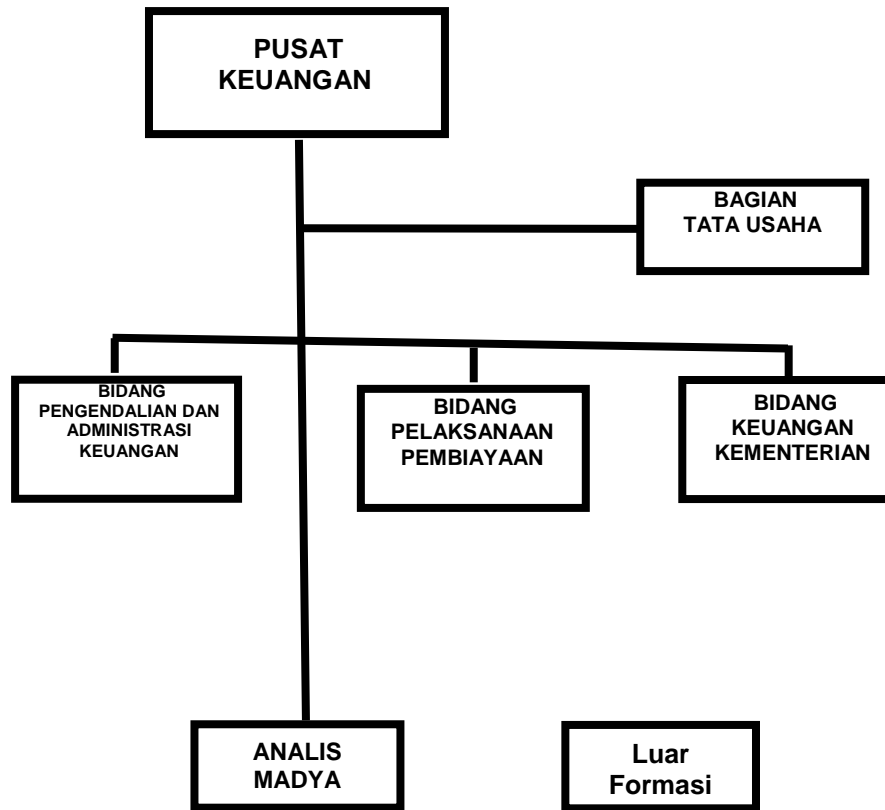 PUSAT
KEUANGAN
BAGIAN
TATA USAHA
BIDANG
PENGENDALIAN DAN
ADMINISTRASI
KEUANGAN
BIDANG
PELAKSANAAN
PEMBIAYAAN
BIDANG
KEUANGAN
KEMENTERIAN
ANALIS
MADYA
Luar
Formasi